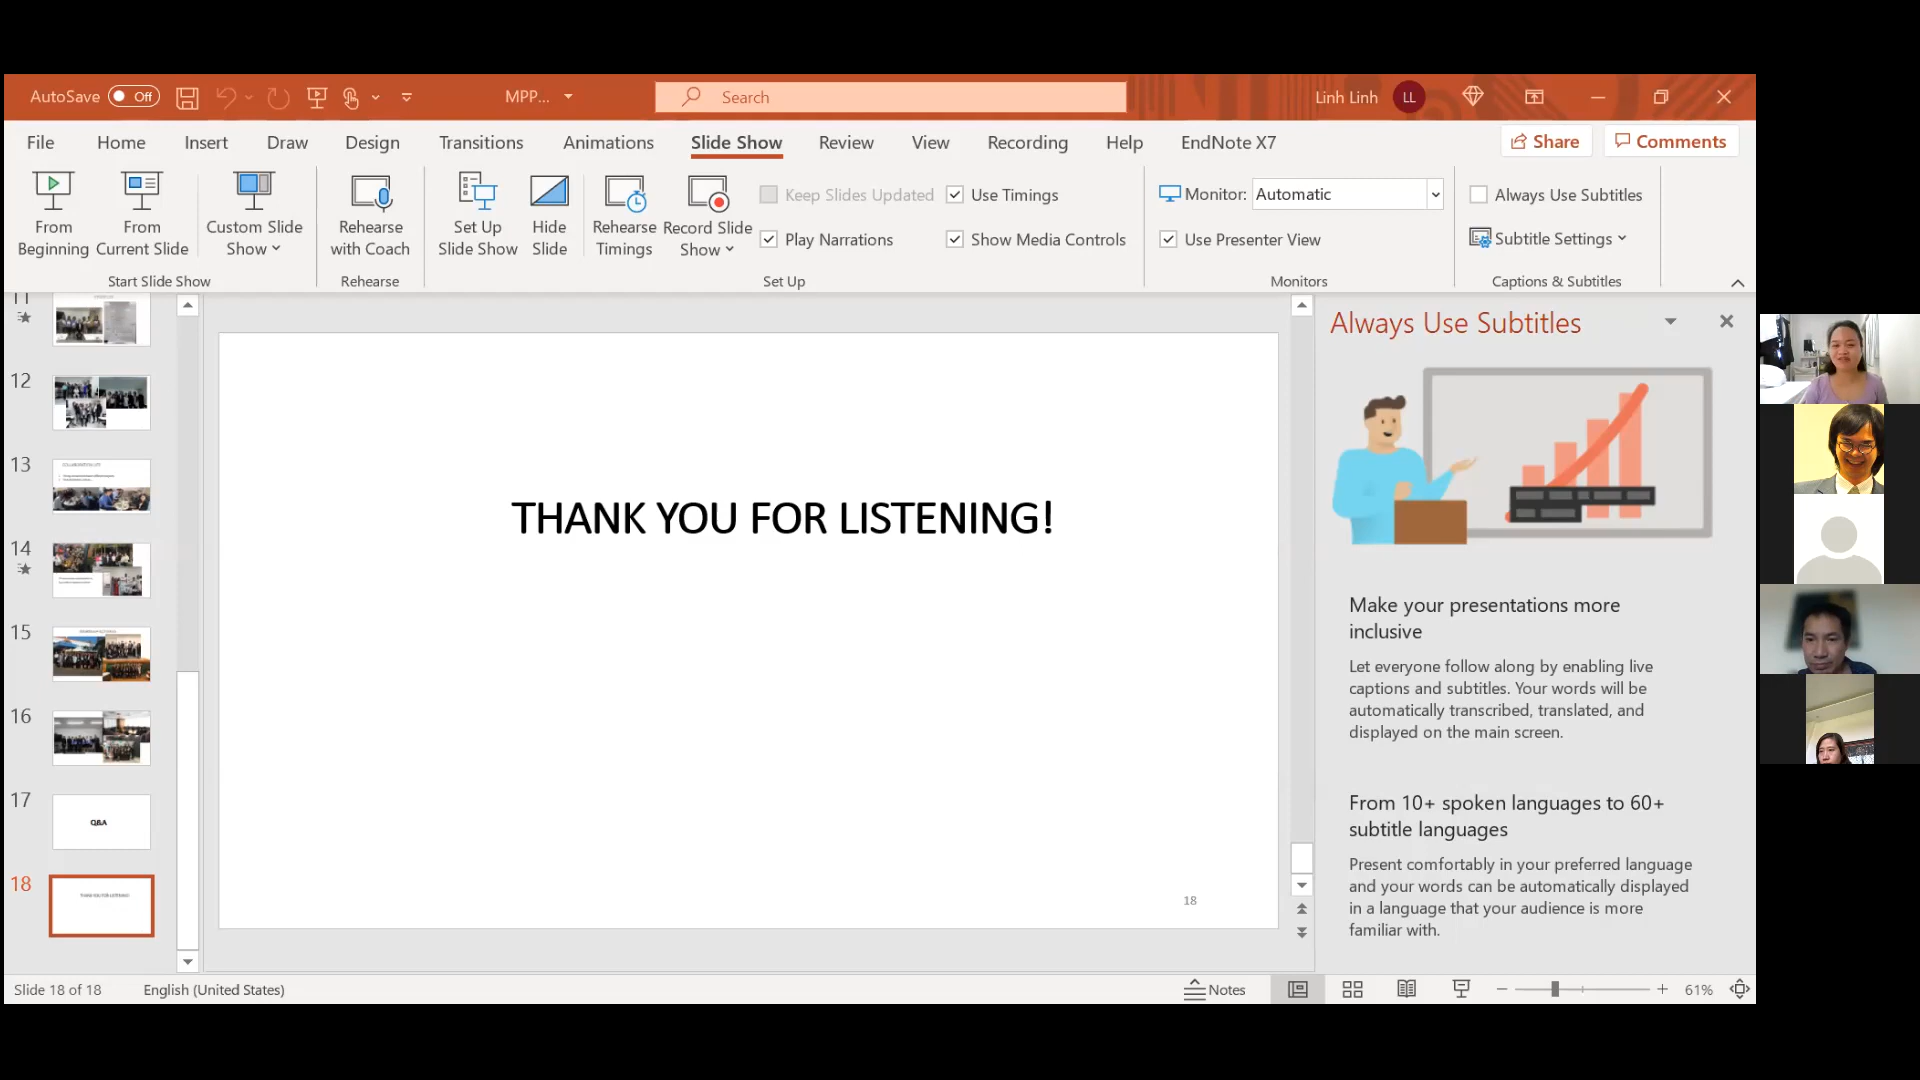 AutoSave Off MPP... Search Linh Linh LL
File Home Insert Draw Design Transitions Animations Slide Show Review View Recording Help EndNote X7 Share Comments
From Beginning
From Current Slide
Custom Slide Show
Start Slide Show
Rehearse with Coach
Rehearse
Set Up Slide Show
Hide Slide
Rehearse Timings
Record Slide Show
Keep Slides Updated
Use Timings
Play Narrations
Show Media Controls
Set Up
Monitor: Automatic
Use Presenter View
Monitors
Always Use Subtitles
Subtitle Settings
Captions & Subtitles
11
12
13
14
15
16
17
Q&A
18
THANK YOU FOR LISTENING!
THANK YOU FOR LISTENING!
18
Always Use Subtitles
Make your presentations more
inclusive
Let everyone follow along by enabling live
captions and subtitles. Your words will be
automatically transcribed, translated, and
displayed on the main screen.
From 10+ spoken languages to 60+
subtitle languages
Present comfortably in your preferred language
and your words can be automatically displayed
in a language that your audience is more
familiar with.
Slide 18 of 18 English (United States) Notes 61%